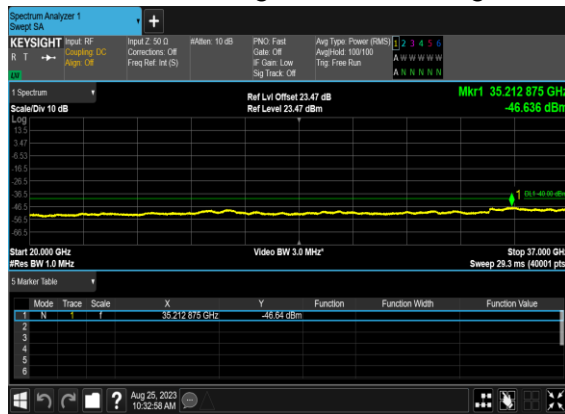 Spectrum Analyzer 1
Swept SA
+
KEYSIGHT Input: RF Input Z: 50 Ω #Atten: 10 dB PNO: Fast Avg Type: Power (RMS) 1 2 3 4 5 6
R T Coupling: DC Corrections: Off Gate: Off Avg|Hold: 100/100 A W W W W W
Align: Off Freq Ref: Int (S) IF Gain: Low Trig: Free Run A N N N N N
Sig Track: Off
LW
1 Spectrum Ref Lvl Offset 23.47 dB Mkr1 35.212 875 GHz
Scale/Div 10 dB Ref Level 23.47 dBm -46.636 dBm
Log
13.5
3.47
-6.53
-16.5
-26.5
-36.5 1 DL1 -40.00 dBm
-46.5
-56.5
-66.5
Start 20.000 GHz Video BW 3.0 MHz* Stop 37.000 GHz
#Res BW 1.0 MHz Sweep 29.3 ms (40001 pts)
5 Marker Table
Mode Trace Scale X Y Function Function Width Function Value
1 N 1 f 35.212 875 GHz -46.64 dBm
2
3
4
5
6
? Aug 25, 2023
10:32:58 AM